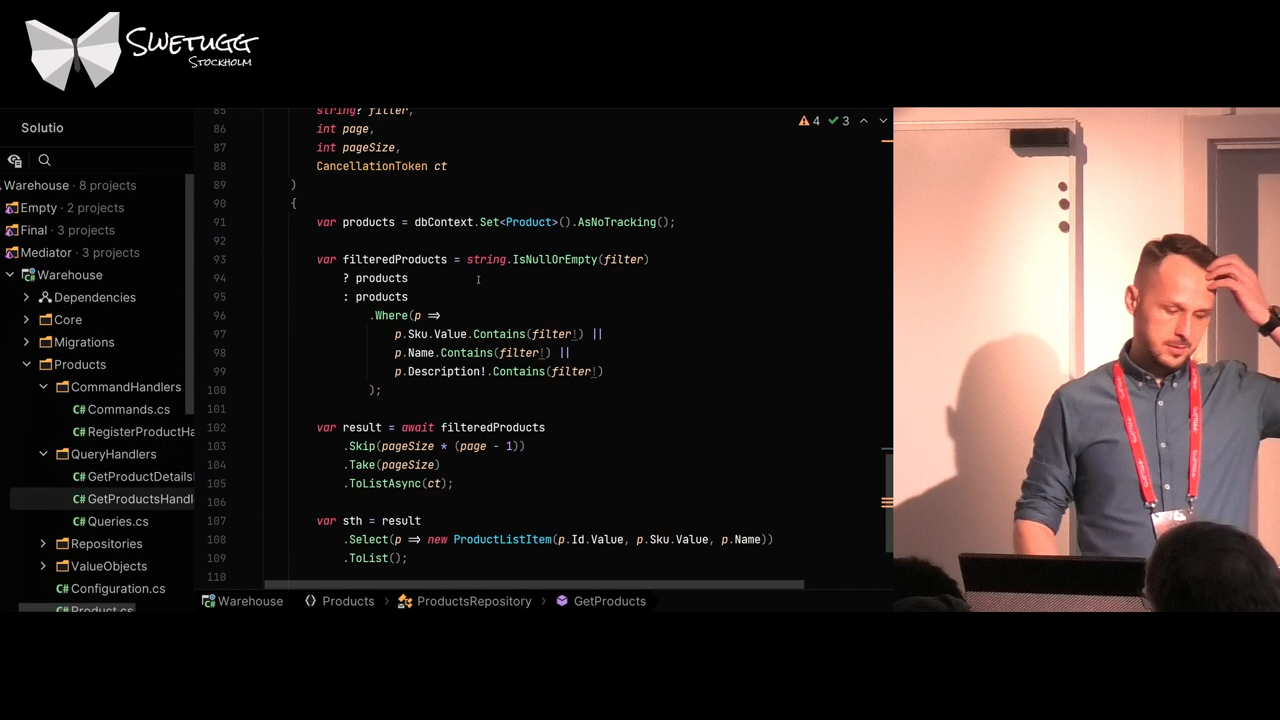 SWETUGG
STOCKHOLM
Solutio
Warehouse · 8 projects
Empty · 2 projects
Final · 3 projects
Mediator · 3 projects
Warehouse
Dependencies
Core
Migrations
Products
CommandHandlers
C# Commands.cs
C# RegisterProductHa
QueryHandlers
C# GetProductDetails
C# GetProductsHandl
C# Queries.cs
Repositories
ValueObjects
C# Configuration.cs
C# Product.cs
4 3
85 string? filter,
86 int page,
87 int pageSize,
88 CancellationToken ct
89 )
90 {
91 var products = dbContext.Set<Product>().AsNoTracking();
92
93 var filteredProducts = string.IsNullOrEmpty(filter)
94 ? products
95 : products
96 .Where(p =>
97 p.Sku.Value.Contains(filter!) ||
98 p.Name.Contains(filter!) ||
99 p.Description!.Contains(filter!)
100 );
101
102 var result = await filteredProducts
103 .Skip(pageSize * (page - 1))
104 .Take(pageSize)
105 .ToListAsync(ct);
106
107 var sth = result
108 .Select(p => new ProductListItem(p.Id.Value, p.Sku.Value, p.Name))
109 .ToList();
110
Warehouse > Products > ProductsRepository > GetProducts